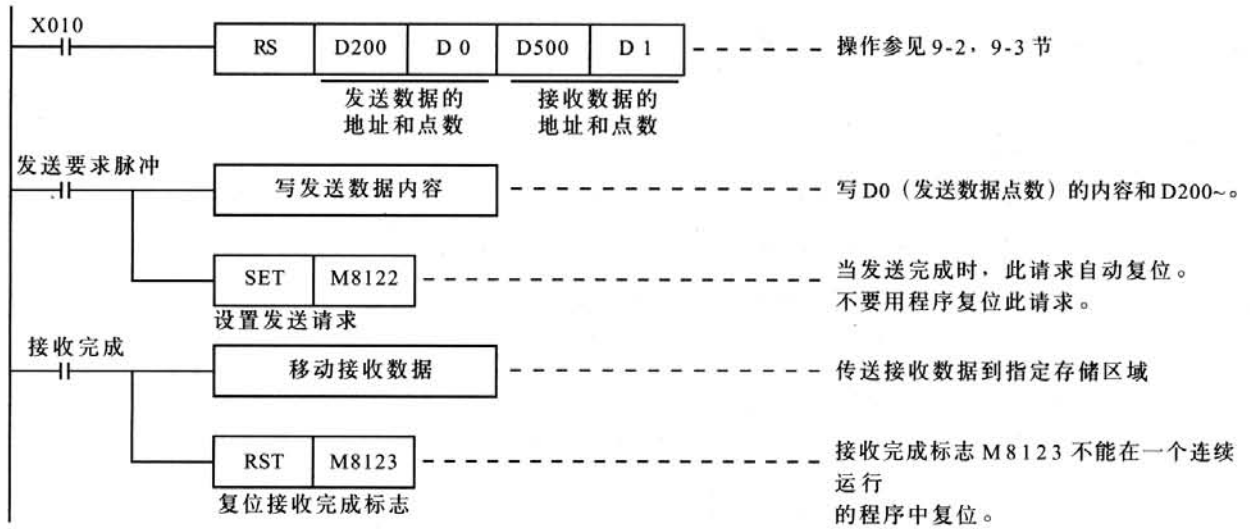 X010
RS D200 D 0 D500 D 1 操作参见9-2，9-3节
发送数据的 接收数据的
地址和点数 地址和点数
发送要求脉冲
写发送数据内容 写D0（发送数据点数）的内容和D200~。
SET M8122 当发送完成时，此请求自动复位。
不要用程序复位此请求。
设置发送请求
接收完成
移动接收数据 传送接收数据到指定存储区域
RST M8123 接收完成标志M8123不能在一个连续
运行
的程序中复位。
复位接收完成标志